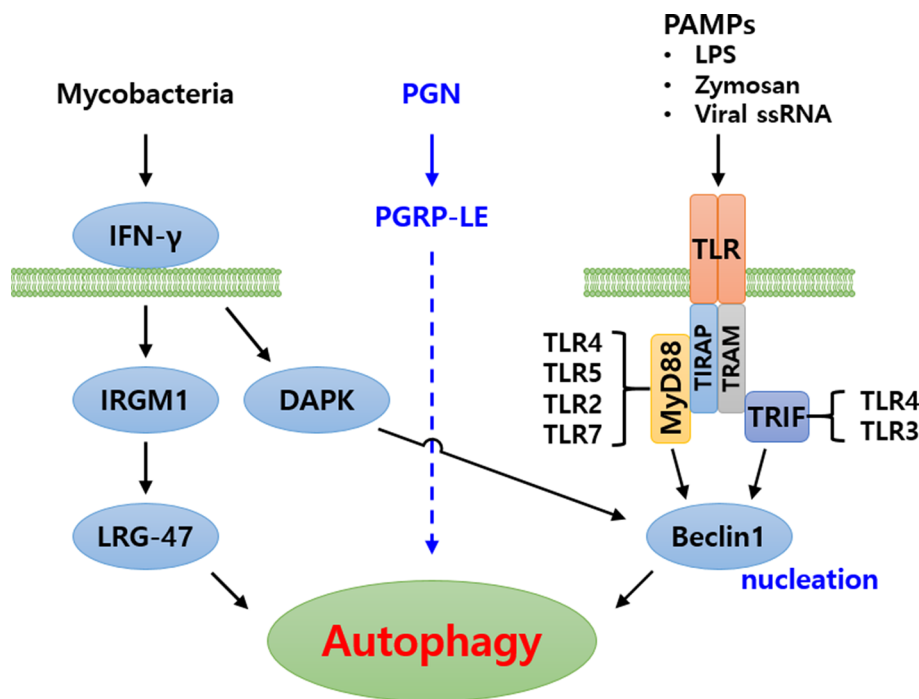 PAMPs
• LPS
• Zymosan
• Viral ssRNA
Mycobacteria
PGN
IFN-γ
PGRP-LE
TLR
TIRAP
TRAM
TLR4
TLR5
TLR2
TLR7
MyD88
TRIF
TLR4
TLR3
IRGM1
DAPK
LRG-47
Beclin1
nucleation
Autophagy